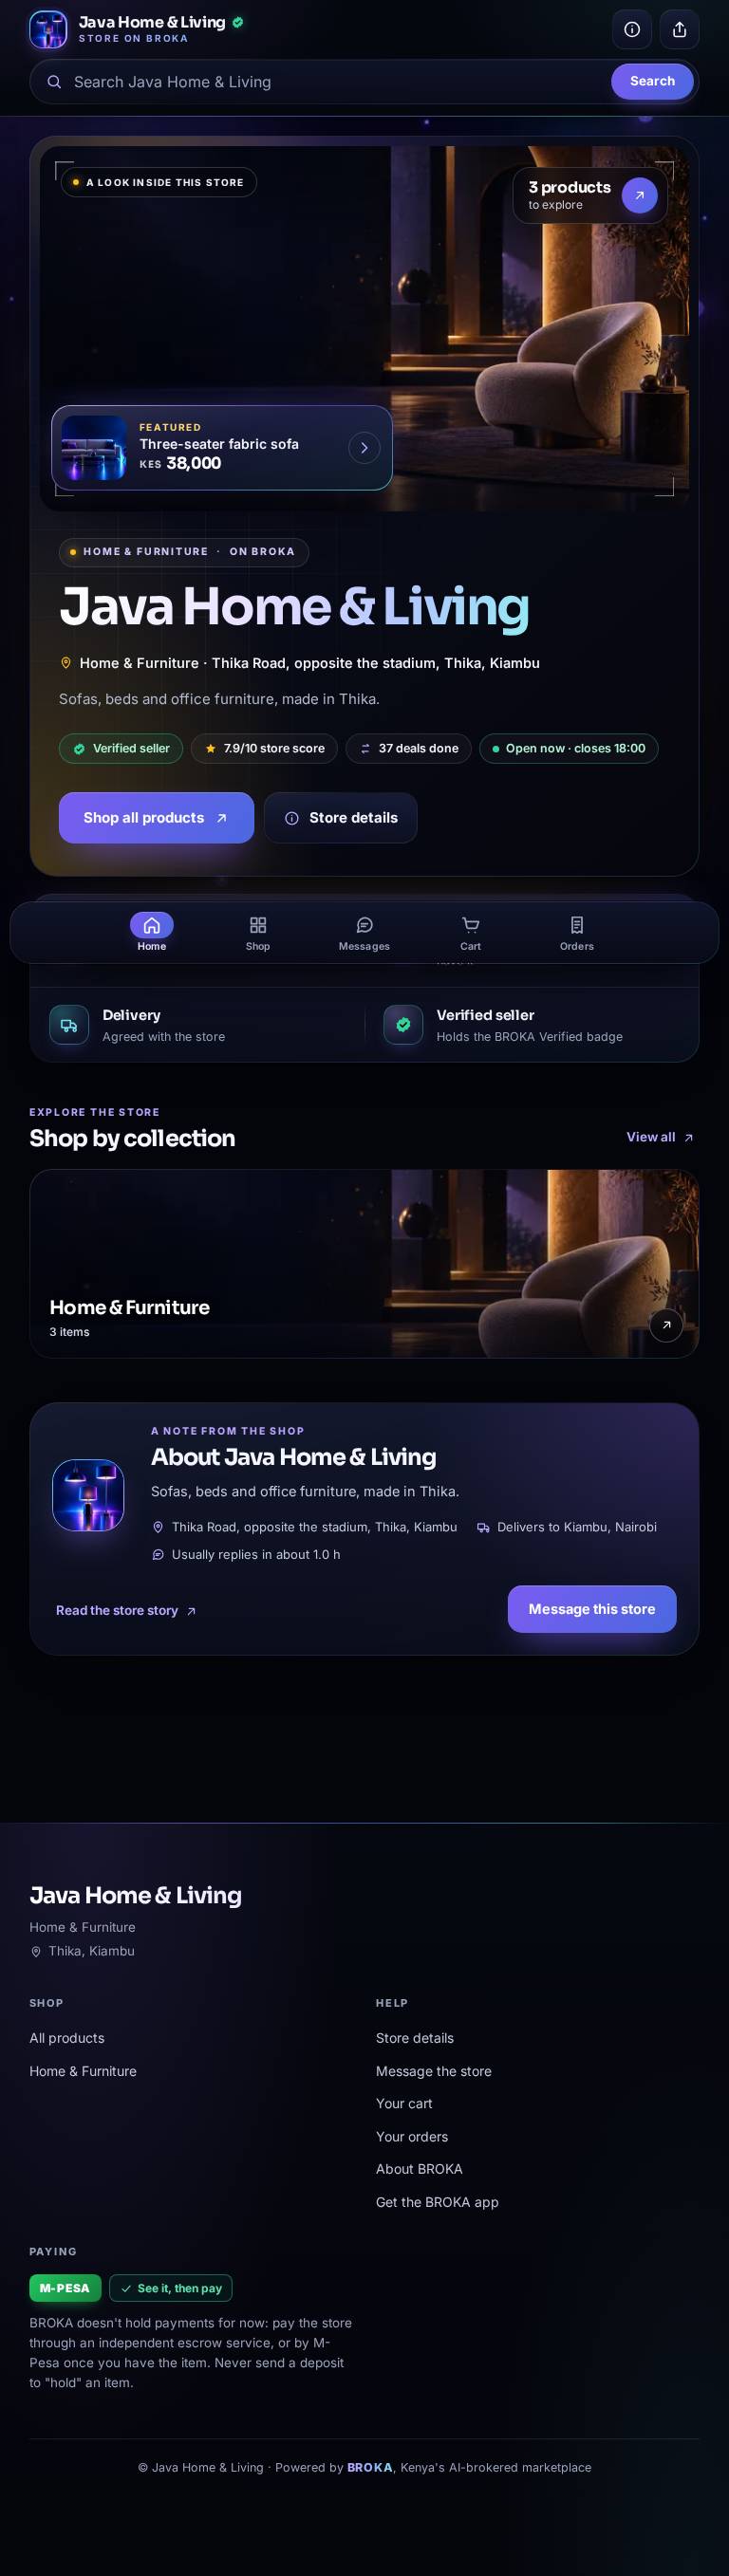 Java Home & Living
STORE ON BROKA
Search Java Home & Living
Search
A LOOK INSIDE THIS STORE
3 products
to explore
FEATURED
Three-seater fabric sofa
KES 38,000
HOME & FURNITURE · ON BROKA
Java Home & Living
Home & Furniture · Thika Road, opposite the stadium, Thika, Kiambu
Sofas, beds and office furniture, made in Thika.
Verified seller
7.9/10 store score
37 deals done
Open now · closes 18:00
Shop all products
Store details
Home
Shop
Messages
Cart
Orders
Delivery
Agreed with the store
Verified seller
Holds the BROKA Verified badge
EXPLORE THE STORE
Shop by collection
View all
Home & Furniture
3 items
A NOTE FROM THE SHOP
About Java Home & Living
Sofas, beds and office furniture, made in Thika.
Thika Road, opposite the stadium, Thika, Kiambu
Delivers to Kiambu, Nairobi
Usually replies in about 1.0 h
Read the store story
Message this store
Java Home & Living
Home & Furniture
Thika, Kiambu
SHOP
All products
Home & Furniture
HELP
Store details
Message the store
Your cart
Your orders
About BROKA
Get the BROKA app
PAYING
M-PESA
See it, then pay
BROKA doesn't hold payments for now: pay the store
through an independent escrow service, or by M-
Pesa once you have the item. Never send a deposit
to "hold" an item.
© Java Home & Living · Powered by BROKA, Kenya's AI-brokered marketplace